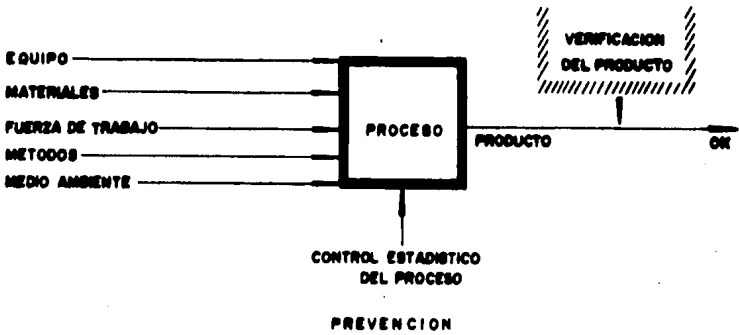 EQUIPO
MATERIALES
FUERZA DE TRABAJO
METODOS
MEDIO AMBIENTE
PROCESO
PRODUCTO
VERIFICACION
DEL PRODUCTO
OK
CONTROL ESTADISTICO
DEL PROCESO
PREVENCION